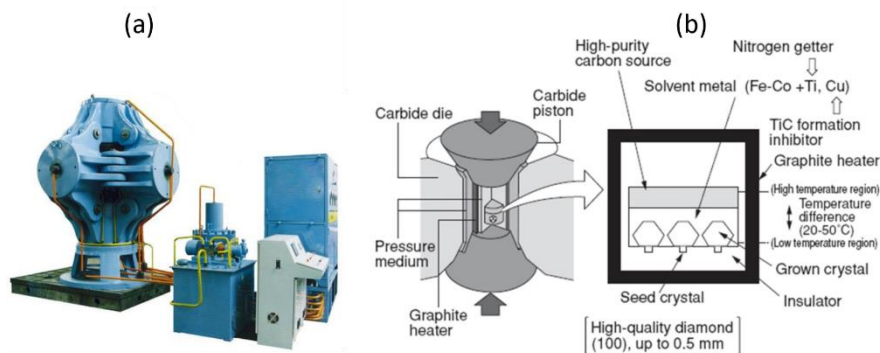 (a)
(b)
High-purity
carbon source
Nitrogen getter
Solvent metal (Fe-Co +Ti, Cu)
TiC formation
inhibitor
Carbide
piston
Carbide die
Graphite heater
(High temperature region)
Temperature
difference
(20-50°C)
(Low temperature region)
Pressure
medium
Grown crystal
Graphite
heater
Seed crystal
Insulator
High-quality diamond
(100), up to 0.5 mm